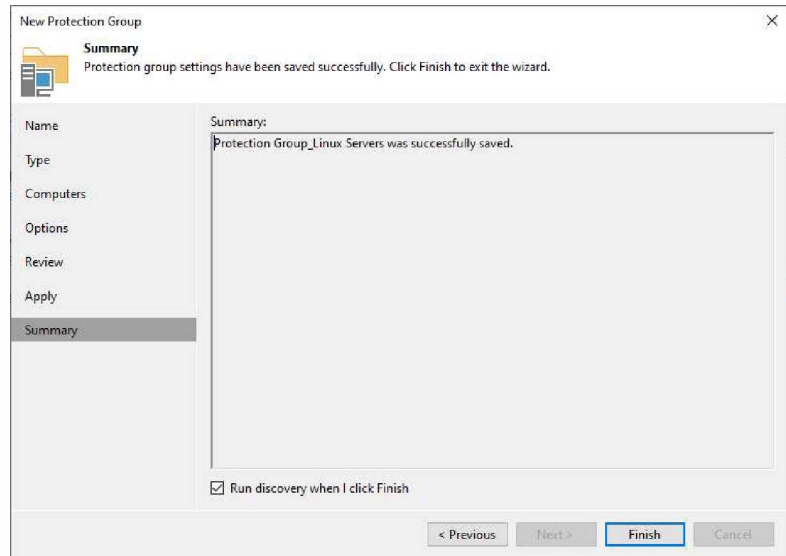 New Protection Group
Summary
Protection group settings have been saved successfully. Click Finish to exit the wizard.
Name
Type
Computers
Options
Review
Apply
Summary
Summary:
Protection Group_Linux Servers was successfully saved.
Run discovery when I click Finish
< Previous
Next >
Finish
Cancel